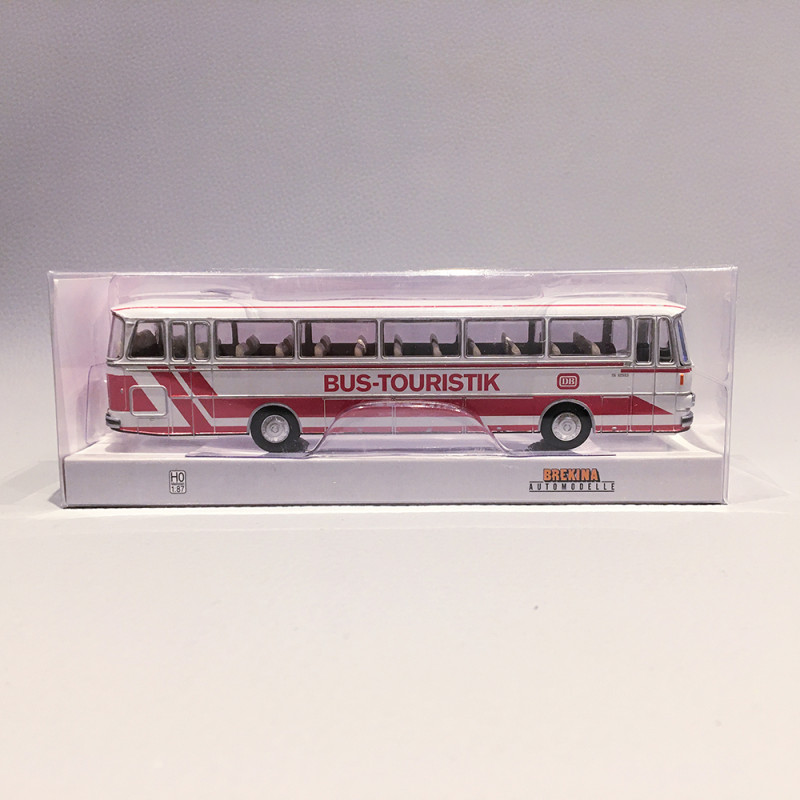 BUS-TOURISTIK
DB
H0
1:87
BREKINA
AUTOMODELLE